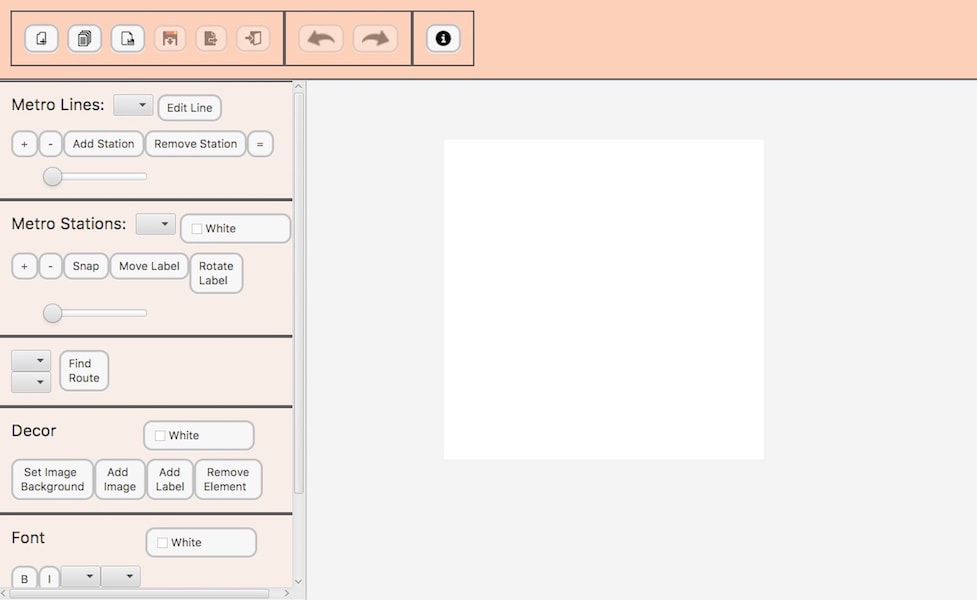 Metro Lines:
Edit Line
+ - Add Station Remove Station =
Metro Stations:
White
+ - Snap Move Label Rotate
Label
Find
Route
Decor
White
Set Image
Background
Add
Image
Add
Label
Remove
Element
Font
White
B I